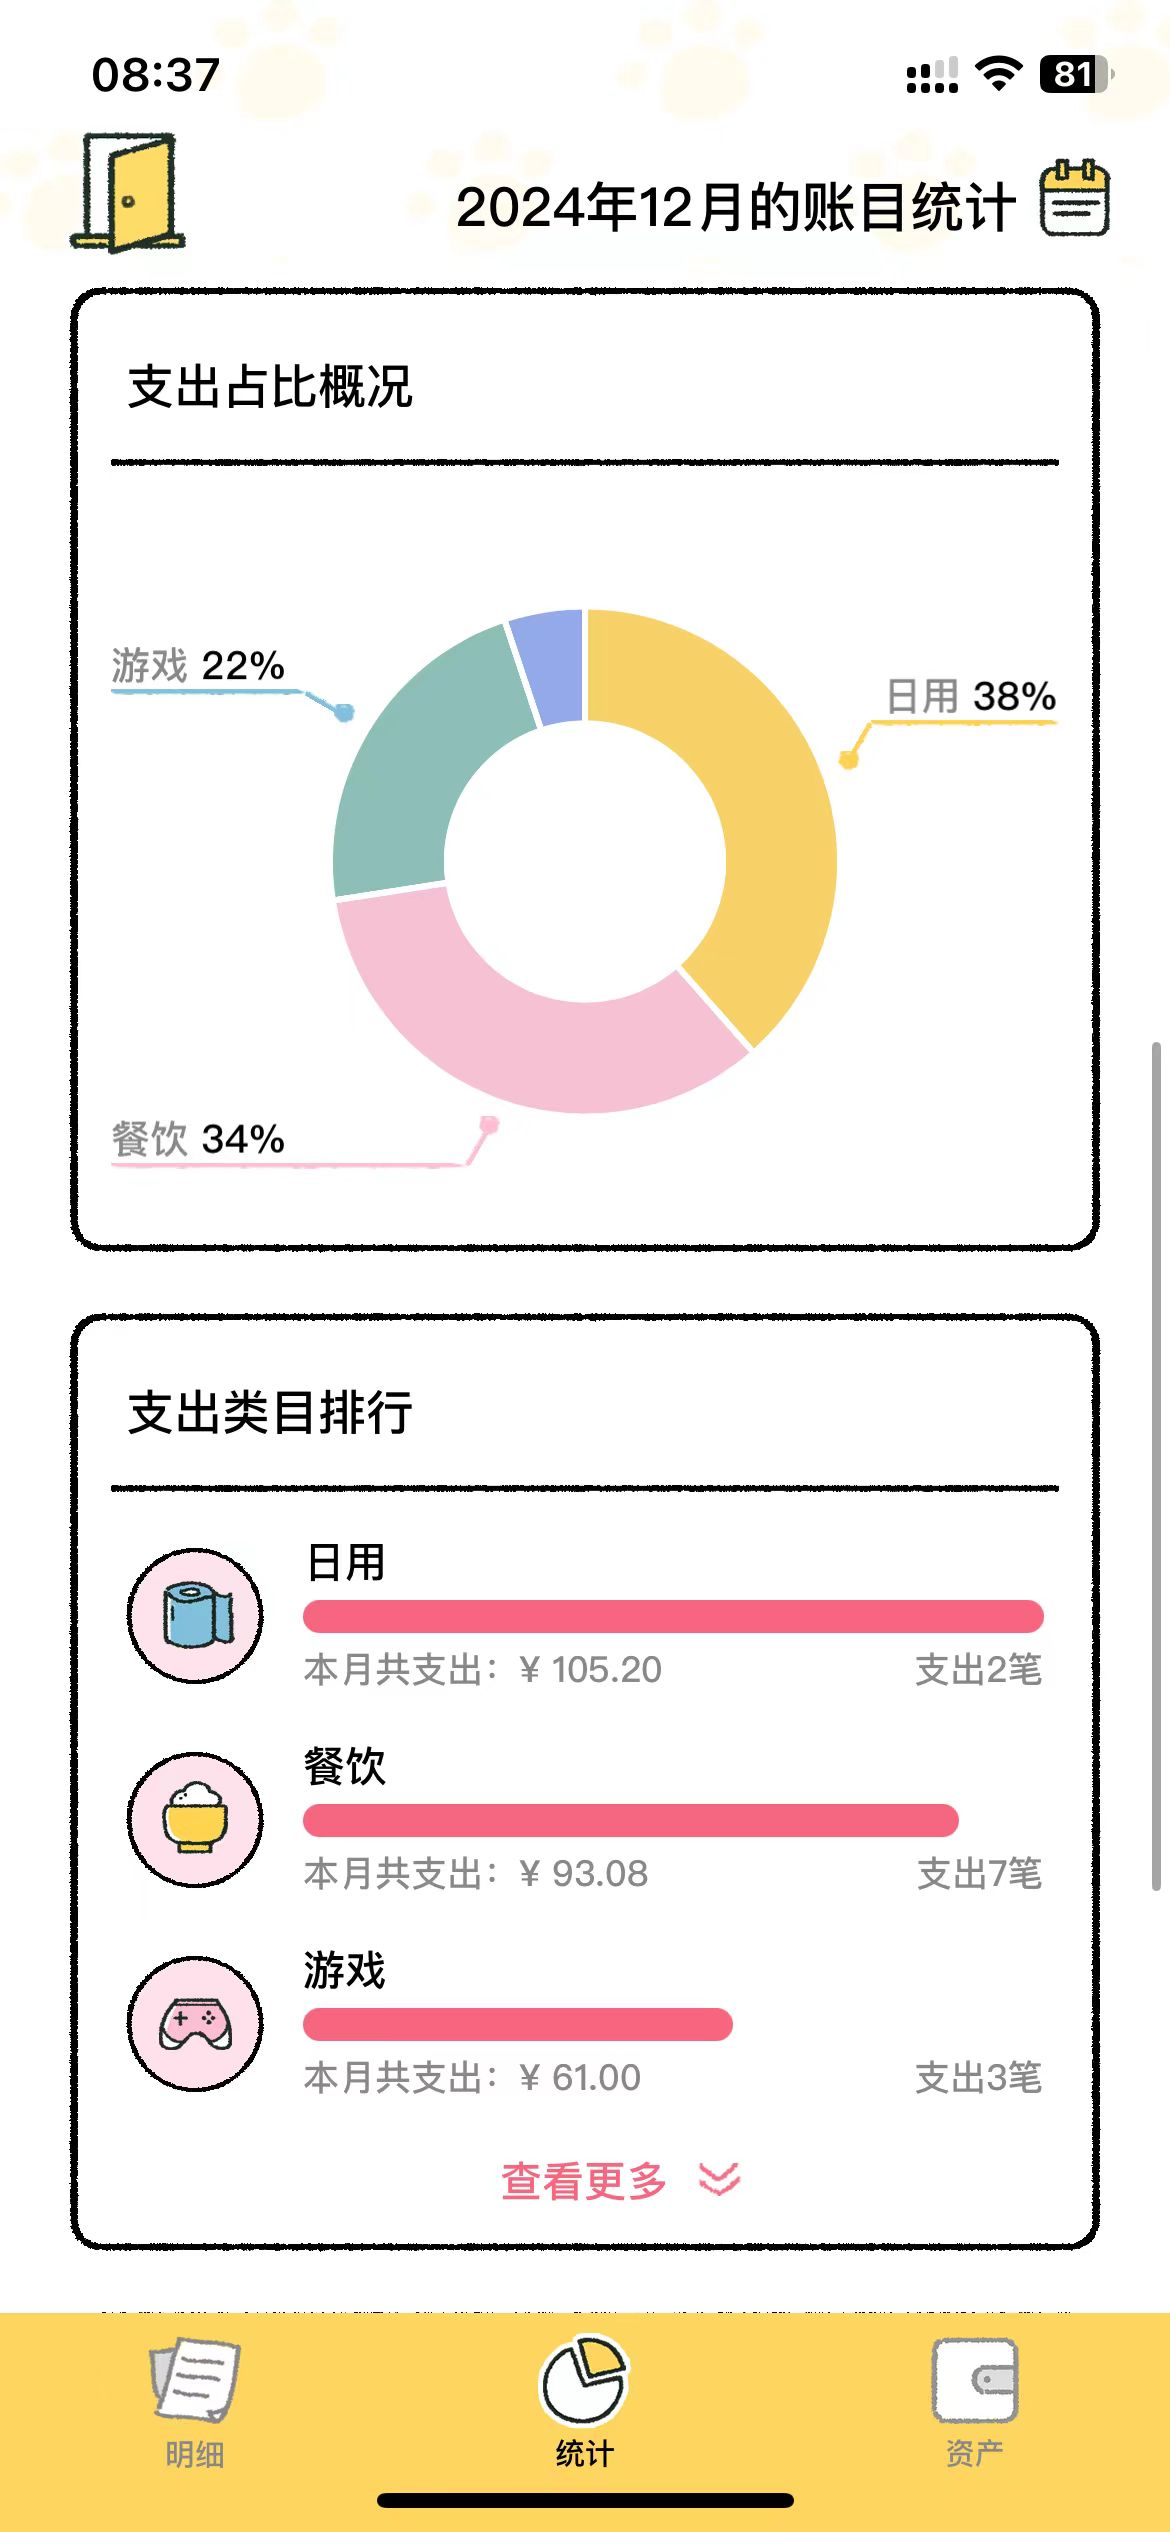 08:37
81
2024年12月的账目统计
支出占比概况
游戏 22%
日用 38%
餐饮 34%
支出类目排行
日用
本月共支出：¥ 105.20 支出2笔
餐饮
本月共支出：¥ 93.08 支出7笔
游戏
本月共支出：¥ 61.00 支出3笔
查看更多
明细 统计 资产